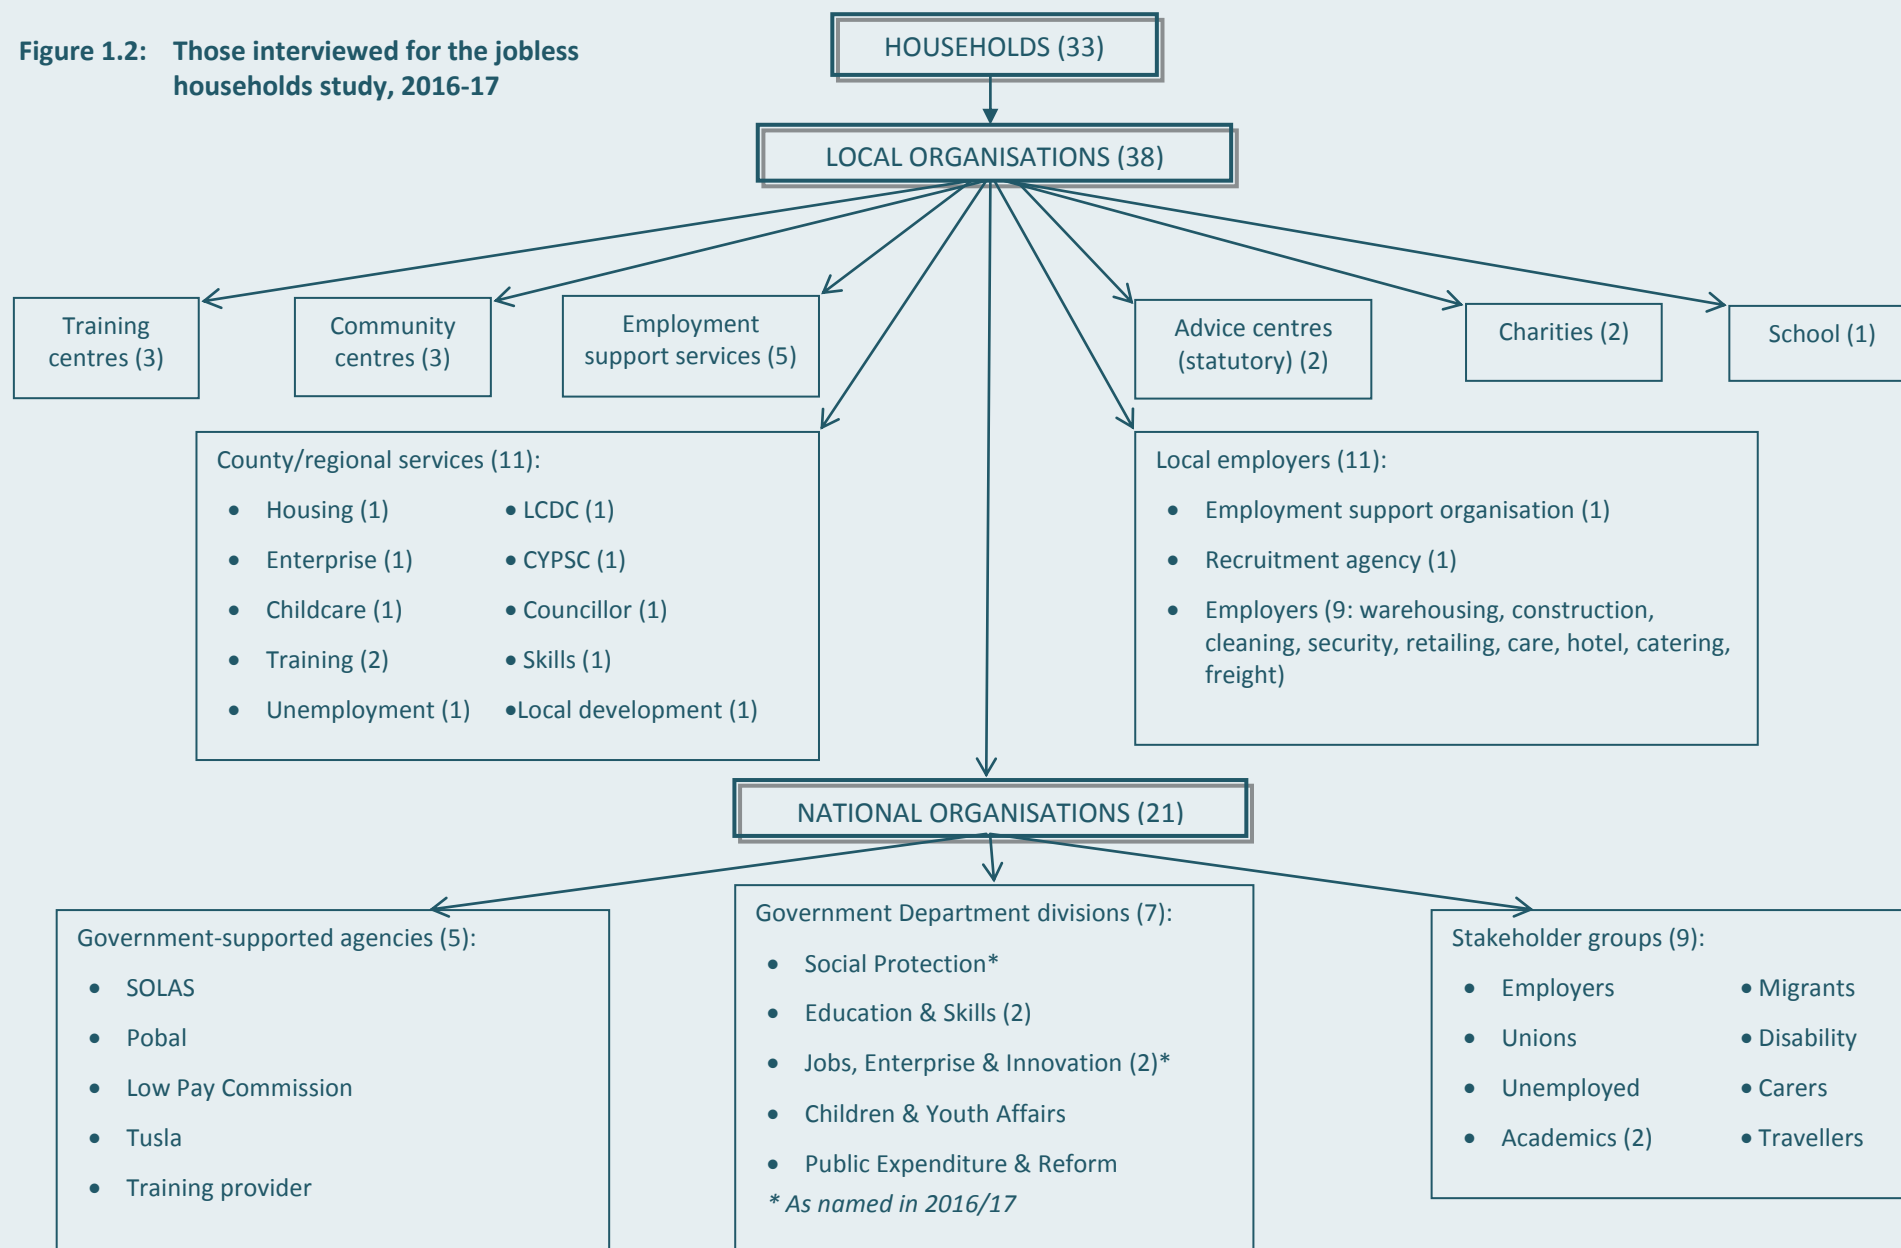 Figure 1.2: Those interviewed for the jobless
households study, 2016-17
HOUSEHOLDS (33)
LOCAL ORGANISATIONS (38)
Training
centres (3)
Community
centres (3)
Employment
support services (5)
Advice centres
(statutory) (2)
Charities (2)
School (1)
County/regional services (11):
• Housing (1)
• Enterprise (1)
• Childcare (1)
• Training (2)
• Unemployment (1)
• LCDC (1)
• CYPSC (1)
• Councillor (1)
• Skills (1)
•Local development (1)
Local employers (11):
• Employment support organisation (1)
• Recruitment agency (1)
• Employers (9: warehousing, construction,
cleaning, security, retailing, care, hotel, catering,
freight)
NATIONAL ORGANISATIONS (21)
Government-supported agencies (5):
• SOLAS
• Pobal
• Low Pay Commission
• Tusla
• Training provider
Government Department divisions (7):
• Social Protection*
• Education & Skills (2)
• Jobs, Enterprise & Innovation (2)*
• Children & Youth Affairs
• Public Expenditure & Reform
* As named in 2016/17
Stakeholder groups (9):
• Employers
• Unions
• Unemployed
• Academics (2)
• Migrants
• Disability
• Carers
• Travellers